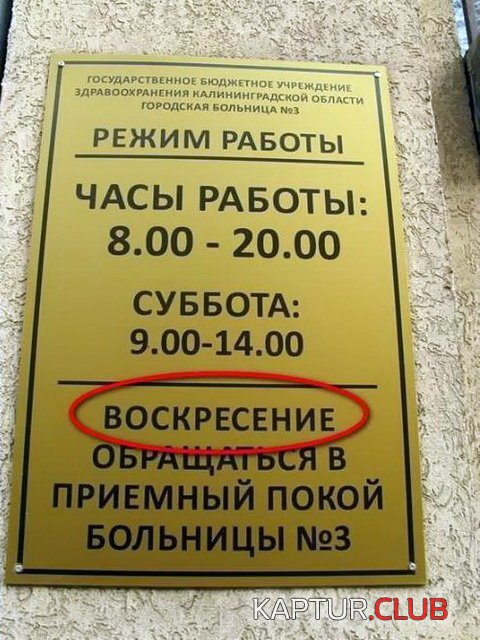 ГОСУДАРСТВЕННОЕ БЮДЖЕТНОЕ УЧРЕЖДЕНИЕ
ЗДРАВООХРАНЕНИЯ КАЛИНИНГРАДСКОЙ ОБЛАСТИ
ГОРОДСКАЯ БОЛЬНИЦА №3
РЕЖИМ РАБОТЫ
ЧАСЫ РАБОТЫ:
8.00 - 20.00
СУББОТА:
9.00-14.00
ВОСКРЕСЕНИЕ
ОБРАЩАТЬСЯ В
ПРИЕМНЫЙ ПОКОЙ
БОЛЬНИЦЫ №3
KAPTUR.CLUB